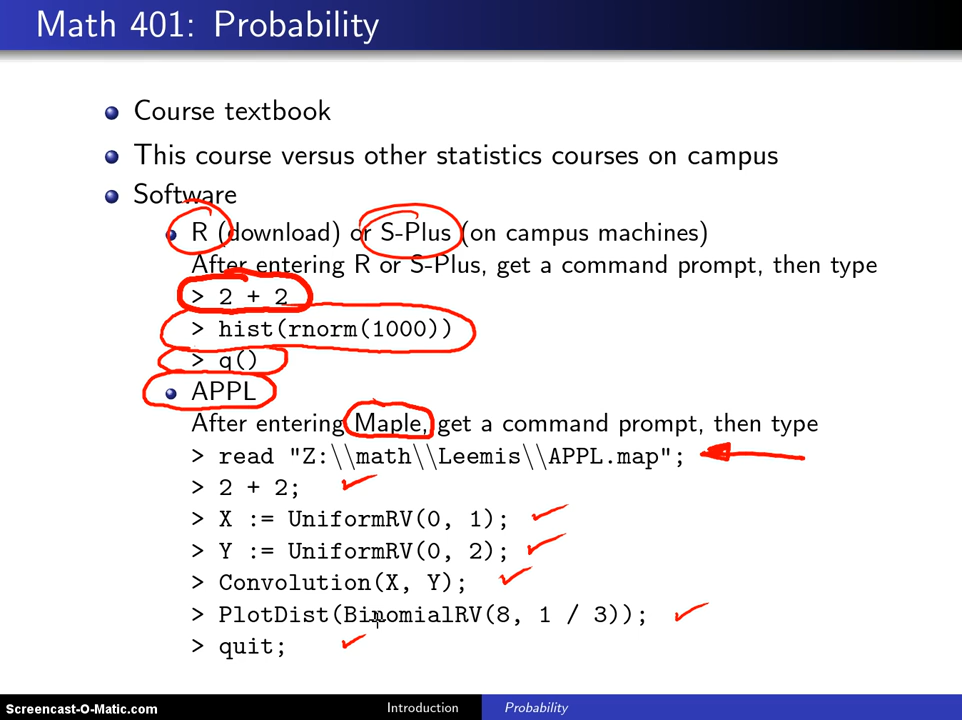 Math 401: Probability
Course textbook
This course versus other statistics courses on campus
Software
R (download) or S-Plus (on campus machines)
After entering R or S-Plus, get a command prompt, then type
> 2 + 2
> hist(rnorm(1000))
> q()
APPL
After entering Maple, get a command prompt, then type
> read "Z:\\math\\Leemis\\APPL.map";
> 2 + 2;
> X := UniformRV(0, 1);
> Y := UniformRV(0, 2);
> Convolution(X, Y);
> PlotDist(BinomialRV(8, 1 / 3));
> quit;
Screencast-O-Matic.com Introduction Probability